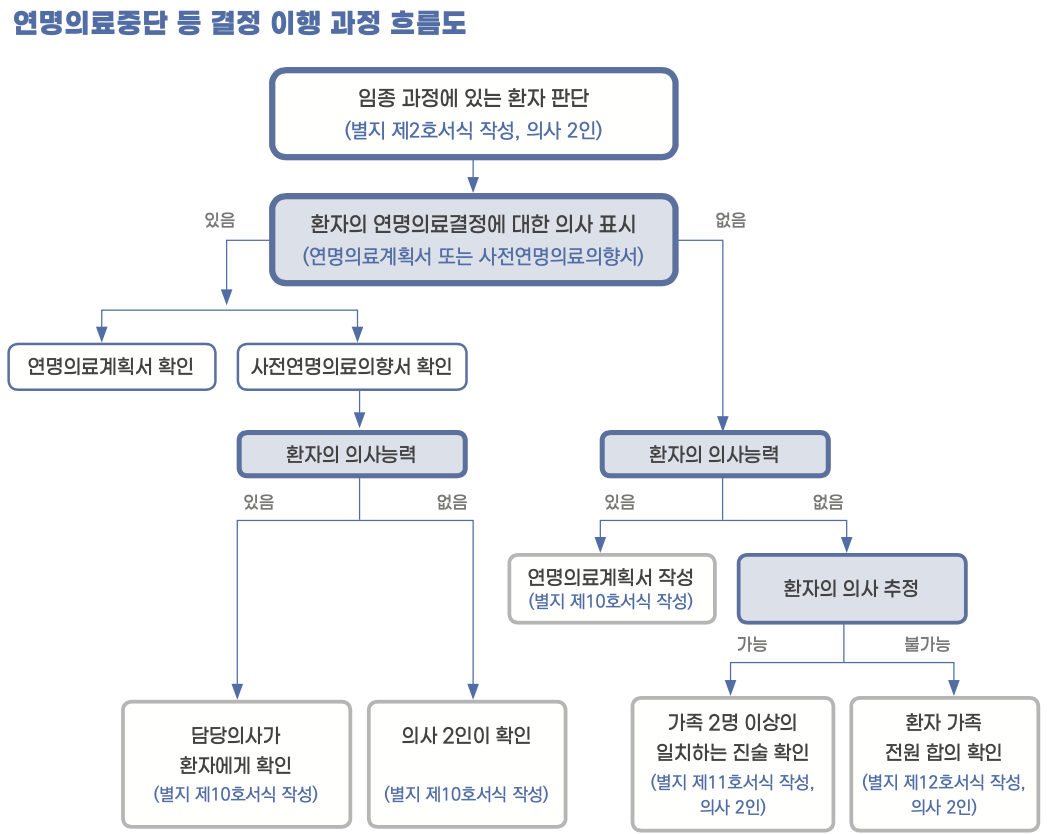 연명의료중단 등 결정 이행 과정 흐름도
임종 과정에 있는 환자 판단
(별지 제2호서식 작성, 의사 2인)
있음
환자의 연명의료결정에 대한 의사 표시
(연명의료계획서 또는 사전연명의료의향서)
없음
연명의료계획서 확인
사전연명의료의향서 확인
환자의 의사능력
환자의 의사능력
있음
없음
있음
없음
연명의료계획서 작성
(별지 제10호서식 작성)
환자의 의사 추정
가능
불가능
담당의사가
환자에게 확인
(별지 제10호서식 작성)
의사 2인이 확인
(별지 제10호서식 작성)
가족 2명 이상의
일치하는 진술 확인
(별지 제11호서식 작성,
의사 2인)
환자 가족
전원 합의 확인
(별지 제12호서식 작성,
의사 2인)